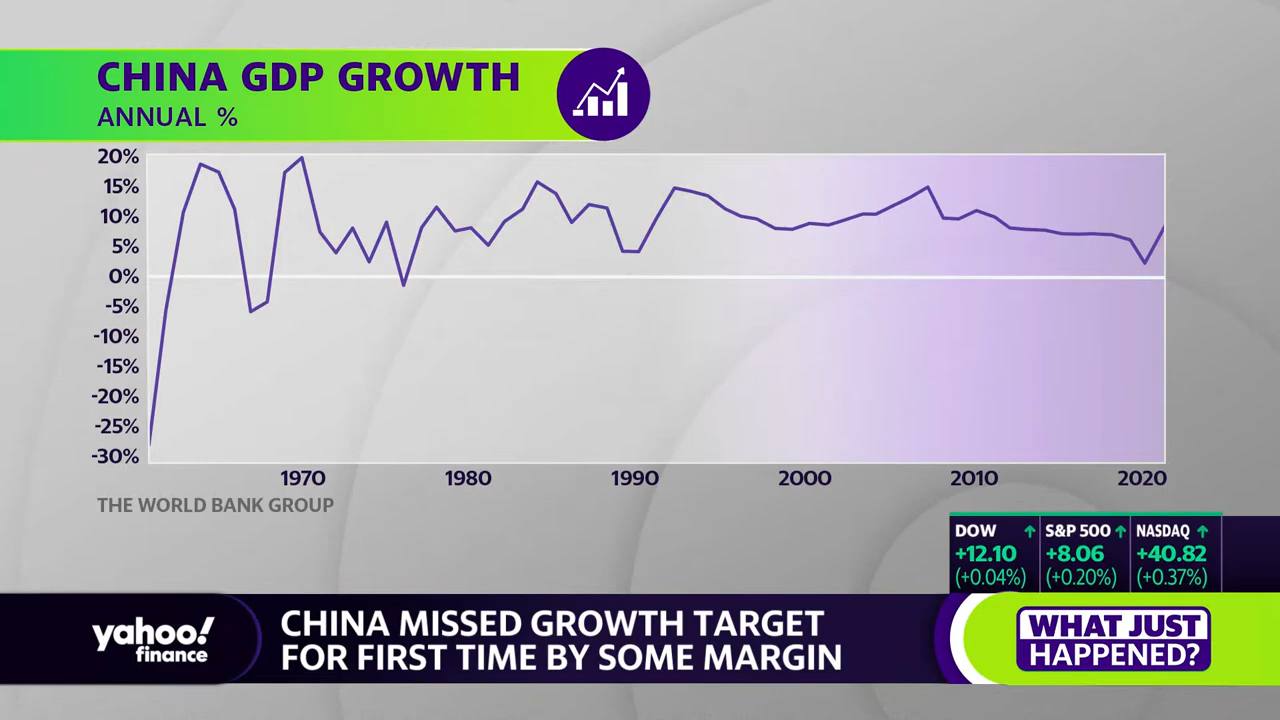 CHINA GDP GROWTH
ANNUAL %
20%
15%
10%
5%
0%
-5%
-10%
-15%
-20%
-25%
-30%
1970 1980 1990 2000 2010 2020
THE WORLD BANK GROUP
DOW S&P 500 NASDAQ
+12.10 +8.06 +40.82
(+0.04%) (+0.20%) (+0.37%)
yahoo!
finance
CHINA MISSED GROWTH TARGET
FOR FIRST TIME BY SOME MARGIN
WHAT JUST
HAPPENED?